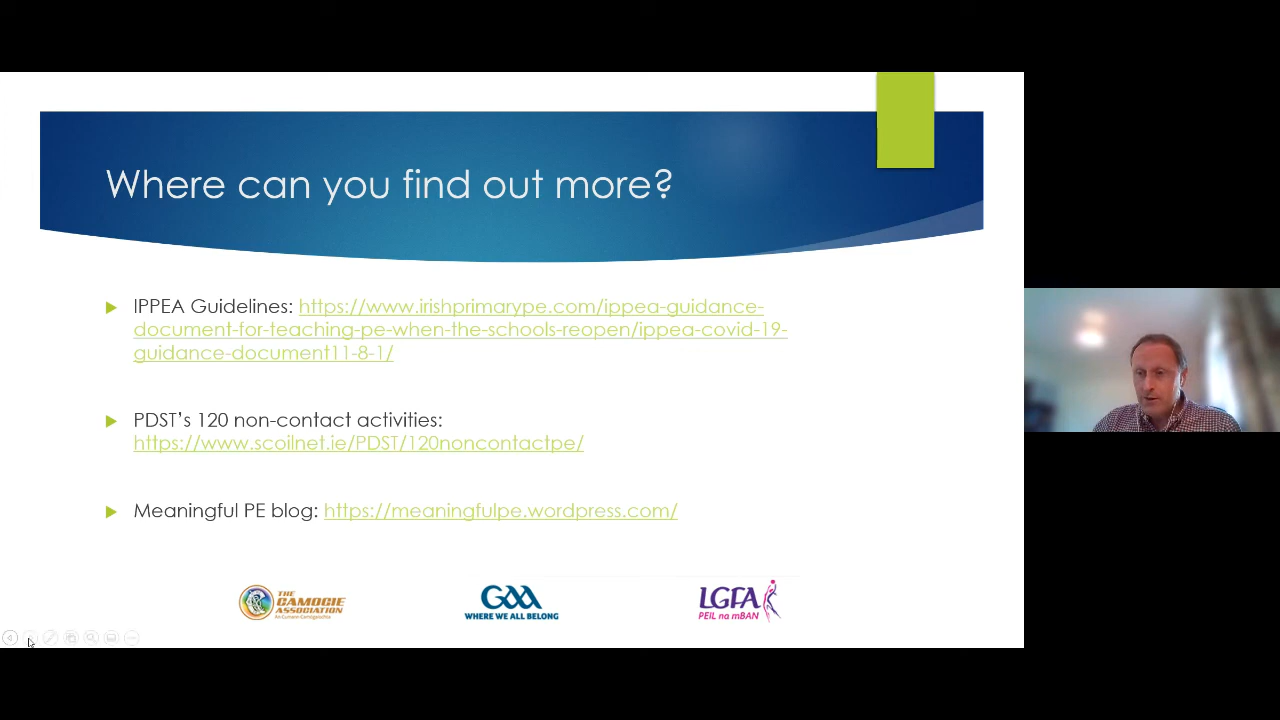 Where can you find out more?
IPPEA Guidelines: https://www.irishprimarype.com/ippea-guidance-
document-for-teaching-pe-when-the-schools-reopen/ippea-covid-19-
guidance-document11-8-1/
PDST’s 120 non-contact activities:
https://www.scoilnet.ie/PDST/120noncontactpe/
Meaningful PE blog: https://meaningfulpe.wordpress.com/
THE
CAMOGIE
ASSOCIATION
An Cumann Camógaíochta
GAA
WHERE WE ALL BELONG
LGFA
PEIL na mBAN